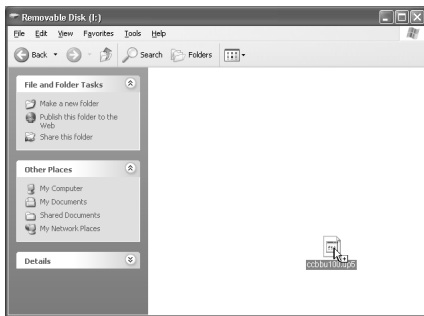 Removable Disk (I:)
File Edit View Favorites Tools Help
Back Search Folders
File and Folder Tasks
Make a new folder
Publish this folder to the
Web
Share this folder
Other Places
My Computer
My Documents
Shared Documents
My Network Places
Details